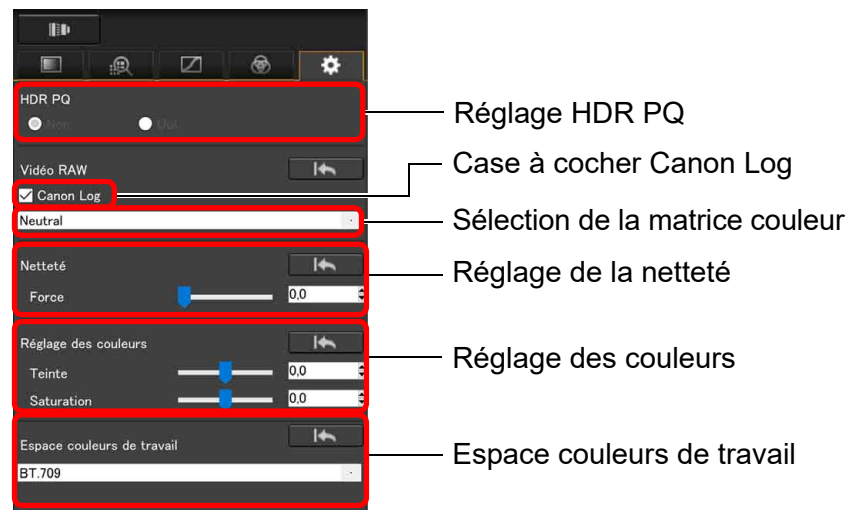 HDR PQ
Non Oui
Réglage HDR PQ
Vidéo RAW
Canon Log
Case à cocher Canon Log
Neutral
Sélection de la matrice couleur
Netteté
Force 0,0
Réglage de la netteté
Réglage des couleurs
Teinte 0,0
Saturation 0,0
Réglage des couleurs
Espace couleurs de travail
BT.709
Espace couleurs de travail